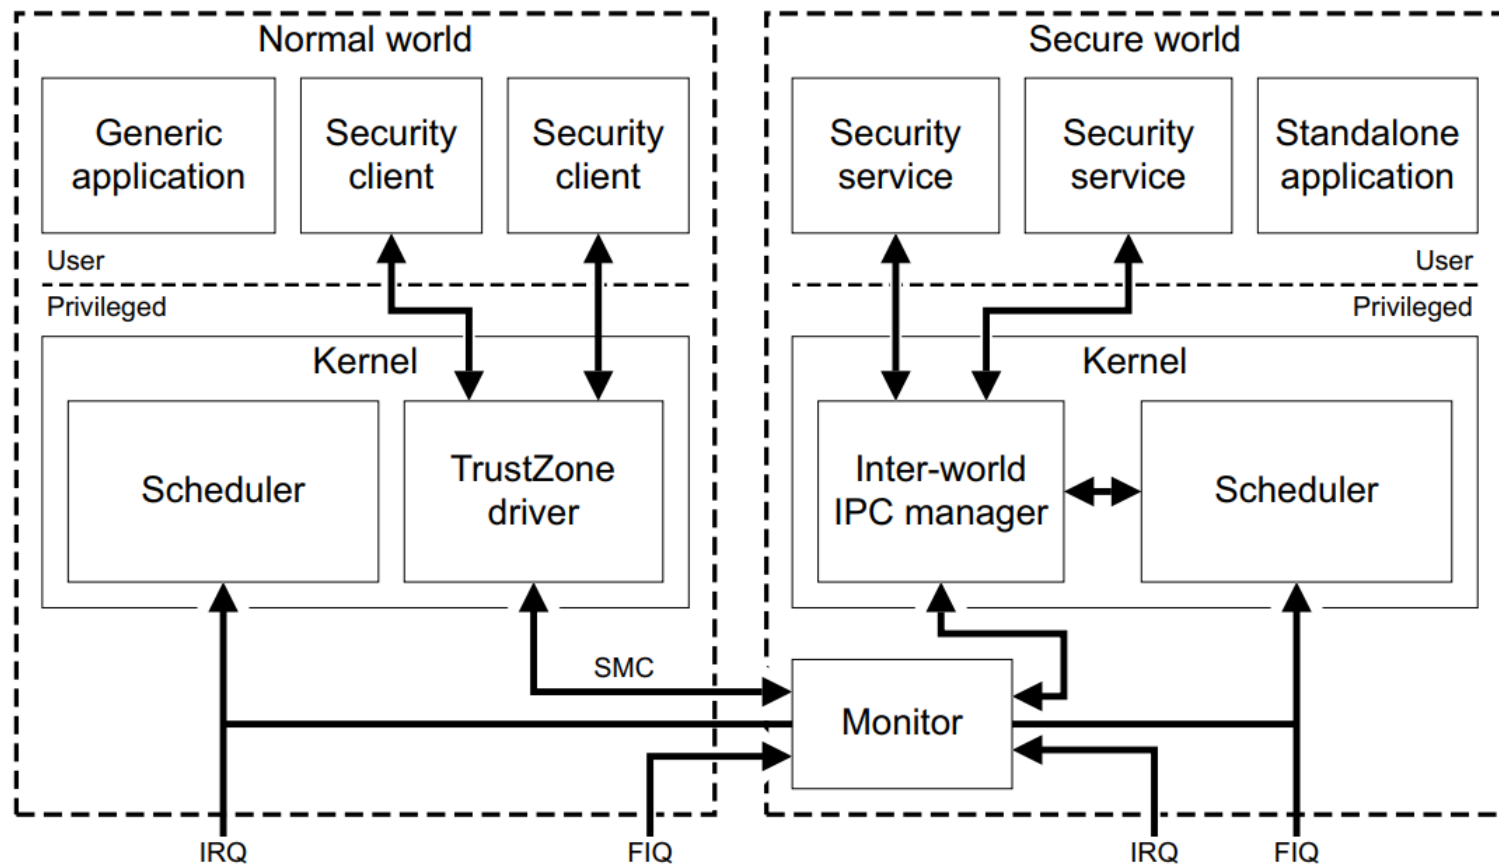 Normal world
Secure world
Generic
application
Security
client
Security
client
Security
service
Security
service
Standalone
application
User
Privileged
User
Privileged
Kernel
Kernel
Scheduler
TrustZone
driver
Inter-world
IPC manager
Scheduler
SMC
Monitor
IRQ
FIQ
IRQ
FIQ